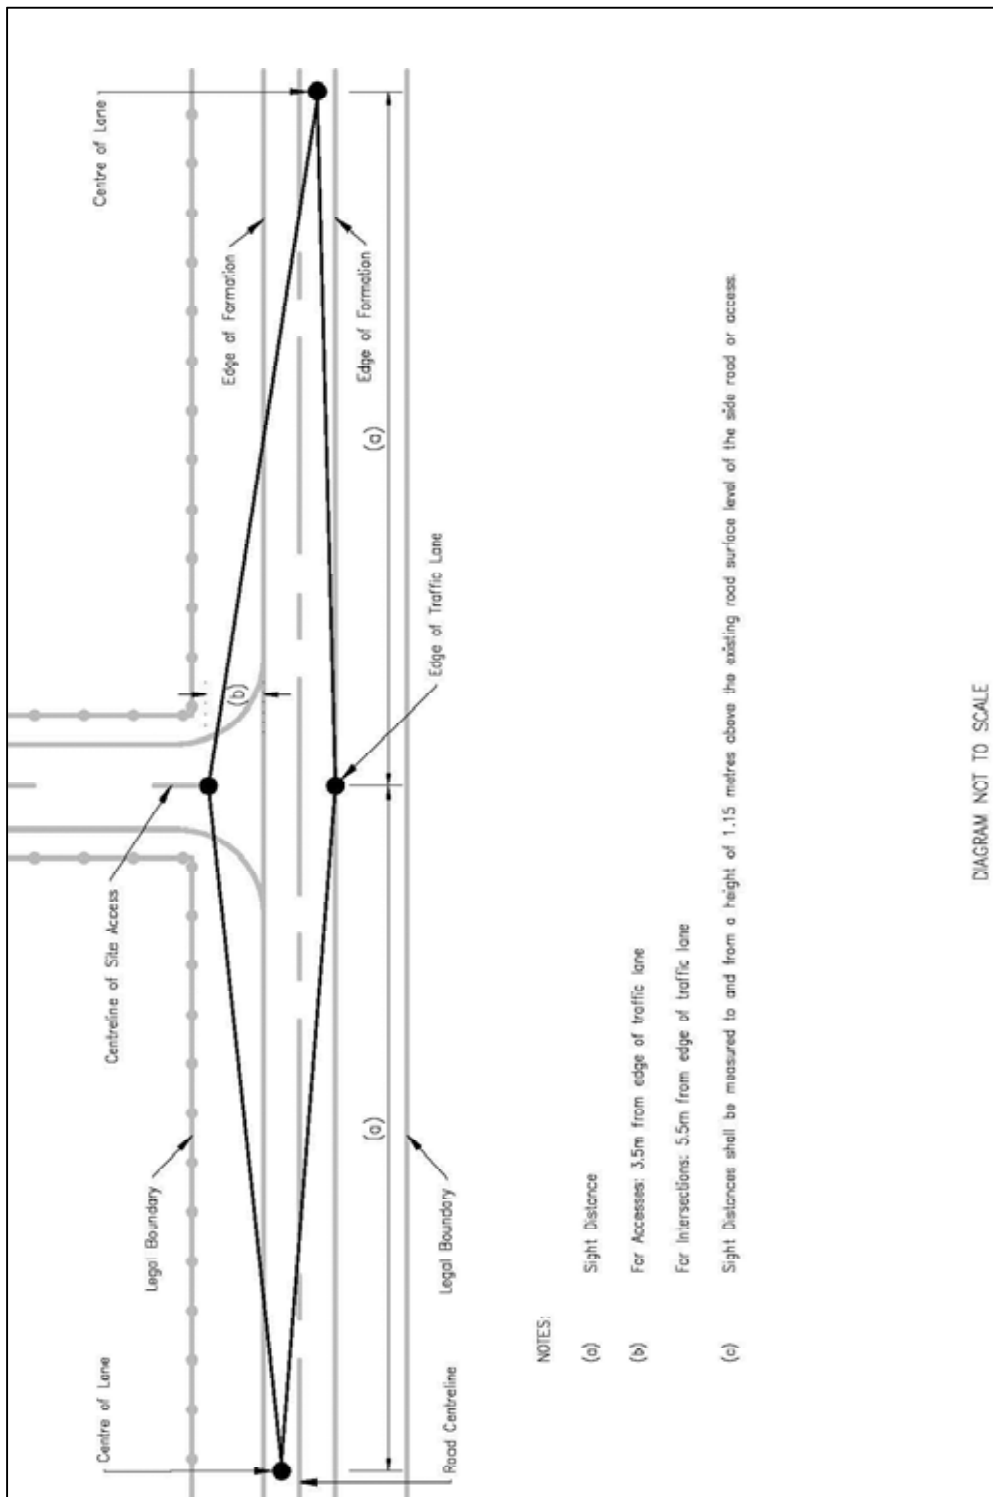 Centre of Lane
Legal Boundary
Centreline of Site Access
Edge of Formation
Centre of Lane
(b)
(a)
(a)
Edge of Formation
Road Centreline
Legal Boundary
Edge of Traffic Lane
NOTES:
(a) Sight Distance
(b) For Accesses: 3.5m from edge of traffic lane
For Intersections: 5.5m from edge of traffic lane
(c) Sight Distances shall be measured to and from a height of 1.15 metres above the existing road surface level of the side road or access.
DIAGRAM NOT TO SCALE